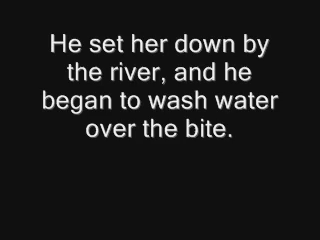 He set her down by
the river, and he
began to wash water
over the bite.